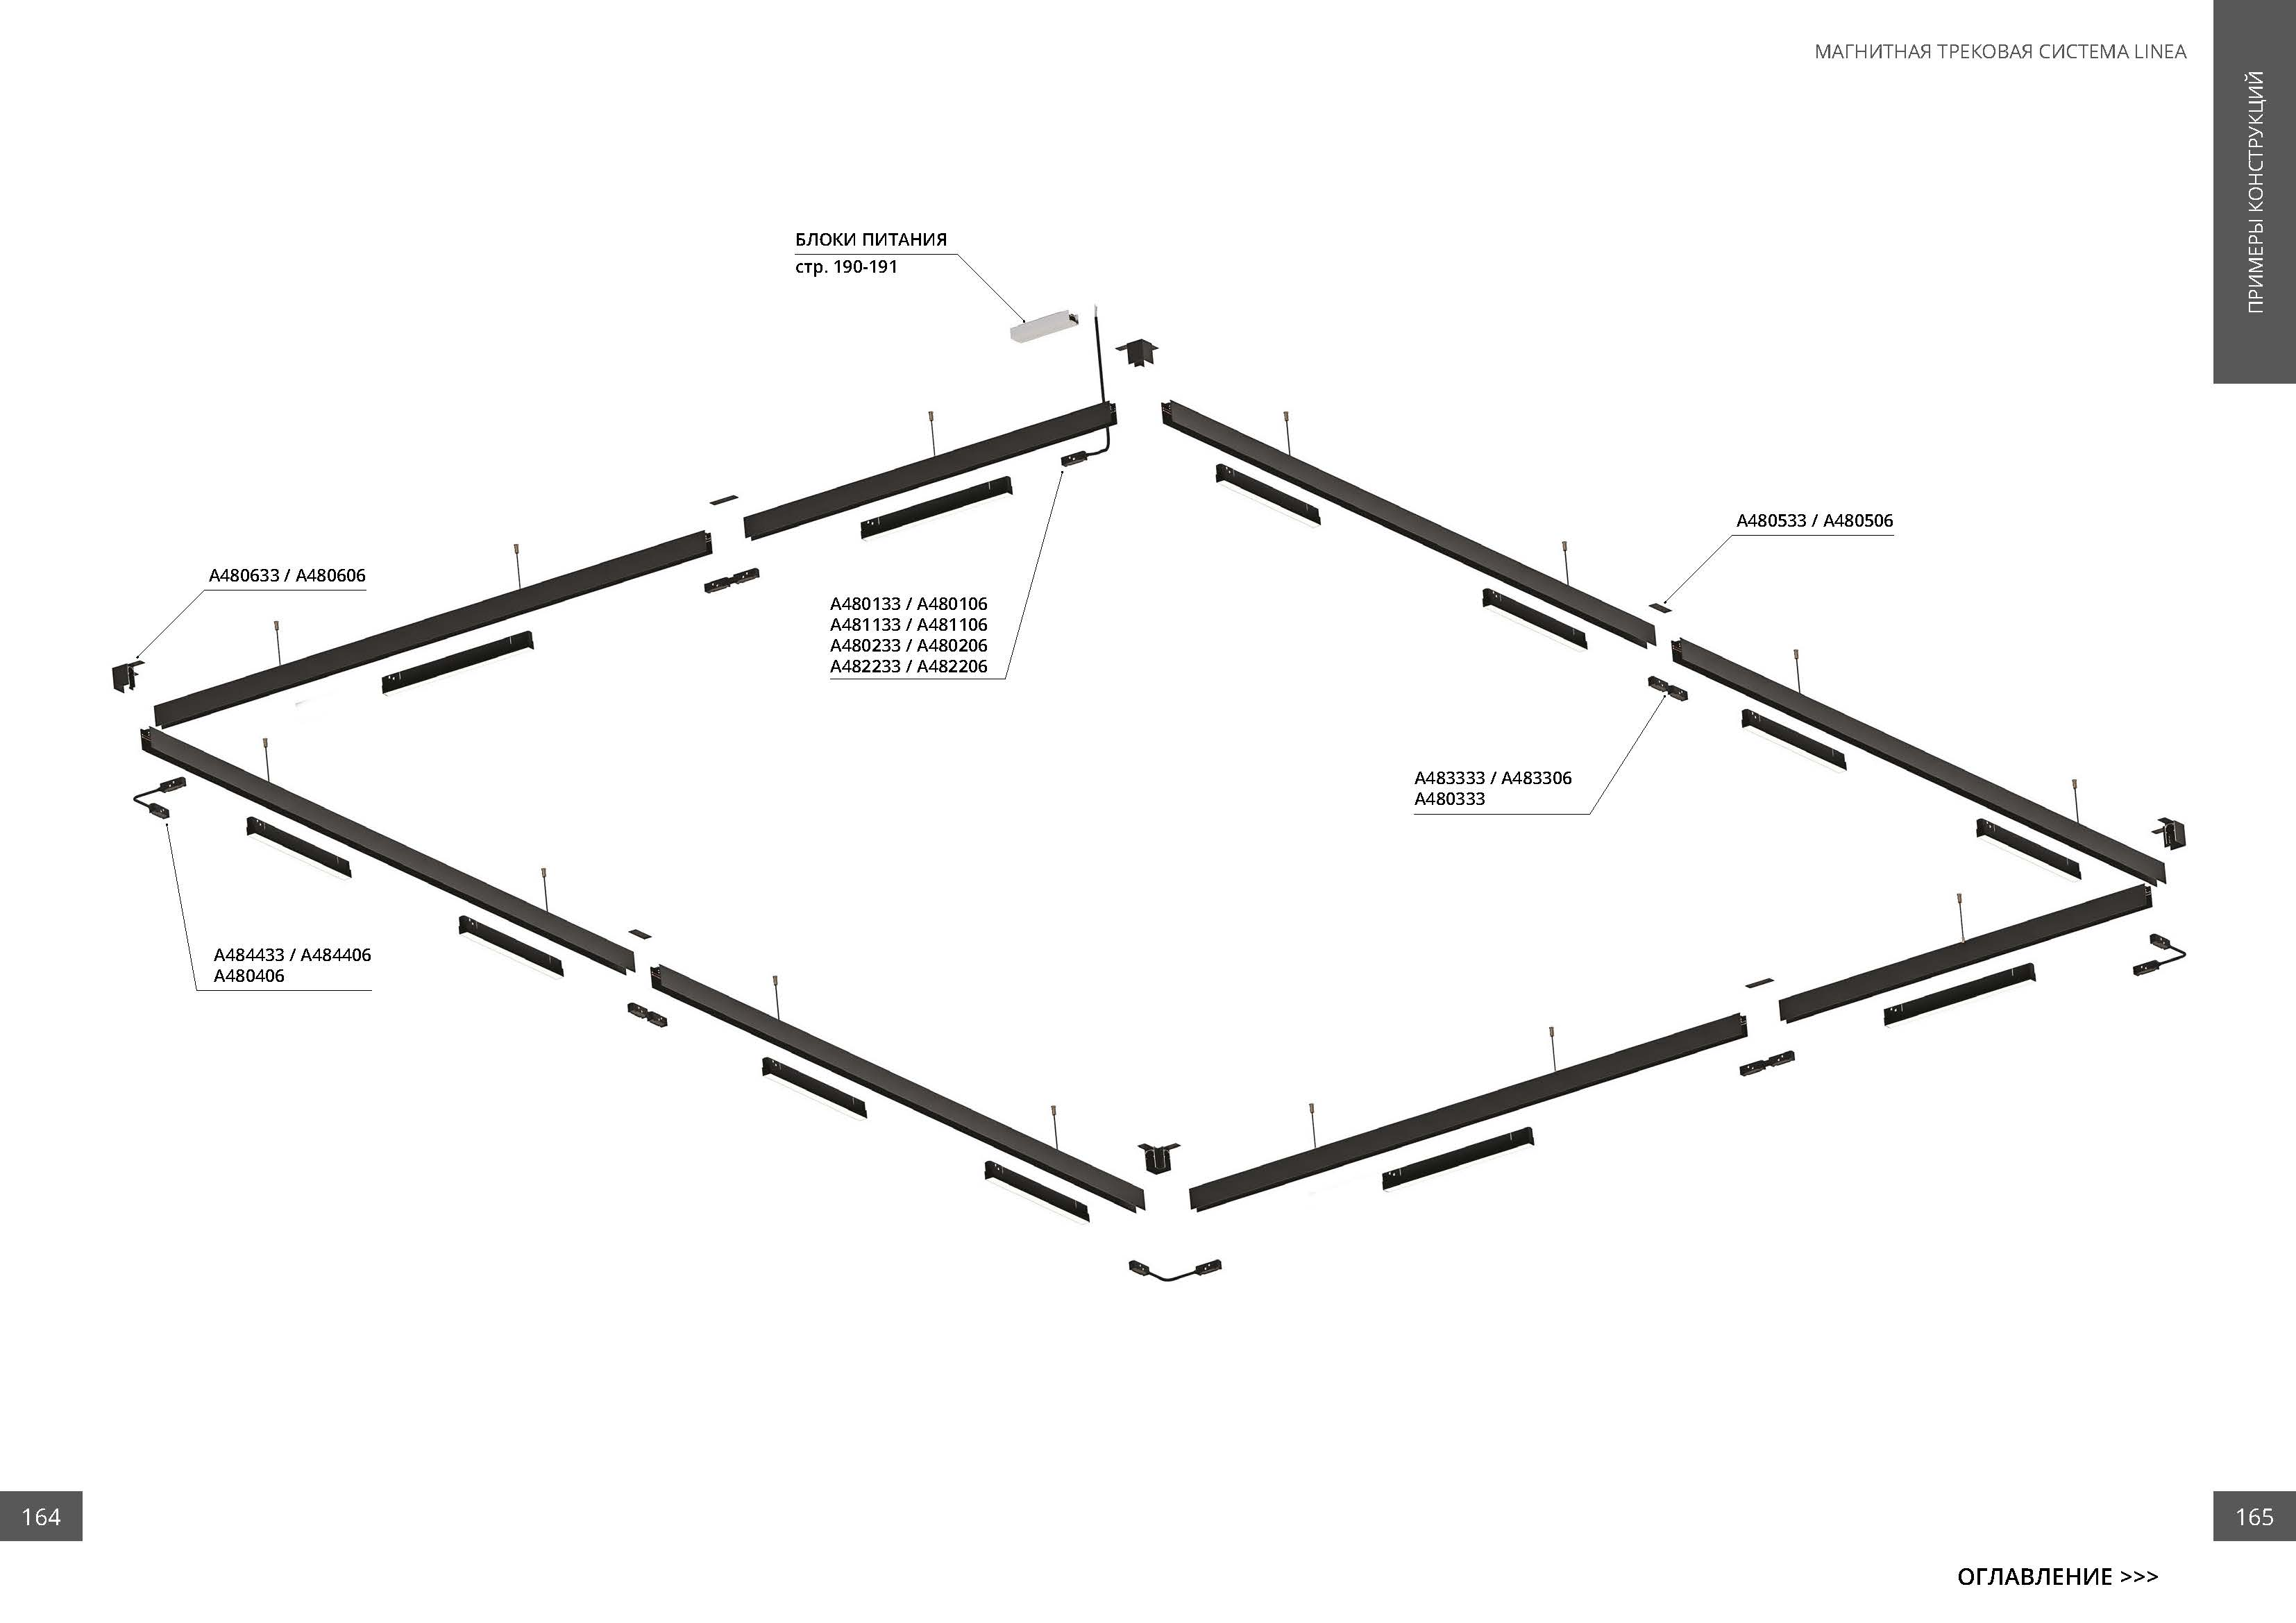 МАГНИТНАЯ ТРЕКОВАЯ СИСТЕМА LINEA
ПРИМЕРЫ КОНСТРУКЦИЙ
БЛОКИ ПИТАНИЯ
стр. 190-191
A480533 / A480506
A480633 / A480606
A480133 / A480106
A481133 / A481106
A480233 / A480206
A482233 / A482206
A483333 / A483306
A480333
A484433 / A484406
A480406
164
165
ОГЛАВЛЕНИЕ >>>